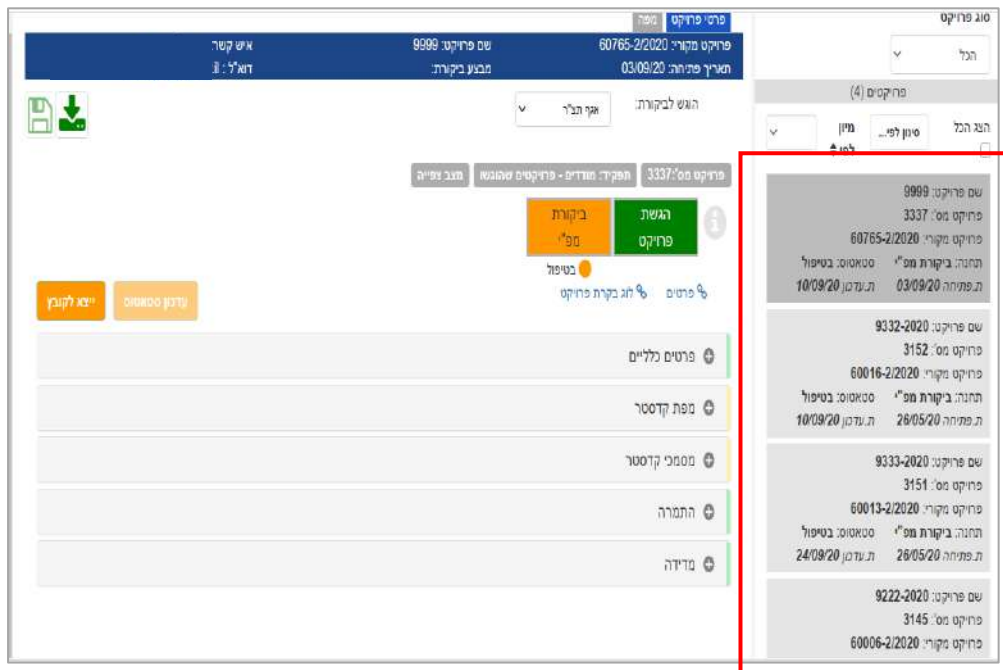 סוג פרויקט
הכל
פרויקטים (4)
הצג הכל
סינון לפי...
מיון לפי
שם פרויקט: 9999
פרויקט מס': 3337
פרויקט מקורי: 60765-2/2020
תחנה: ביקורת מפ"י סטאטוס: בטיפול
ת.פתיחה 03/09/20 ת.עדכון 10/09/20
שם פרויקט: 9332-2020
פרויקט מס': 3152
פרויקט מקורי: 60016-2/2020
תחנה: ביקורת מפ"י סטאטוס: בטיפול
ת.פתיחה 26/05/20 ת.עדכון 10/09/20
שם פרויקט: 9333-2020
פרויקט מס': 3151
פרויקט מקורי: 60013-2/2020
תחנה: ביקורת מפ"י סטאטוס: בטיפול
ת.פתיחה 26/05/20 ת.עדכון 24/09/20
שם פרויקט: 9222-2020
פרויקט מס': 3145
פרויקט מקורי: 60006-2/2020
פרטי פרויקט מפה
פרויקט מקורי: 60765-2/2020 שם פרויקט: 9999 איש קשר:
תאריך פתיחה: 03/09/20 מבצע ביקורת: דוא"ל:
הוגש לביקורת: אגף תצ"ר
פרויקט מס': 3337 תפקיד: מודדים - פרויקטים שהוגשו מצב צפייה
הגשת פרויקט
ביקורת מפ"י
בטיפול
פרטים לוג בקרת פרויקט
עדכון סטאטוס ייצא לקובץ
פרטים כלליים
מפת קדסטר
מסמכי קדסטר
התמרה
מדידה